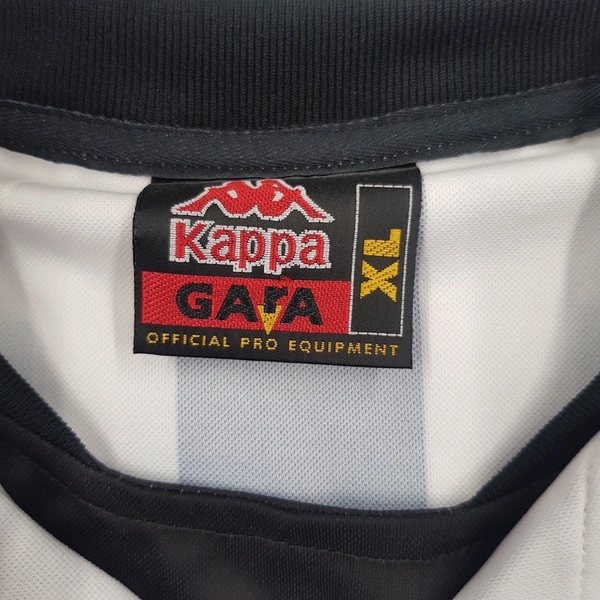 Kappa
GARA
OFFICIAL PRO EQUIPMENT
XL